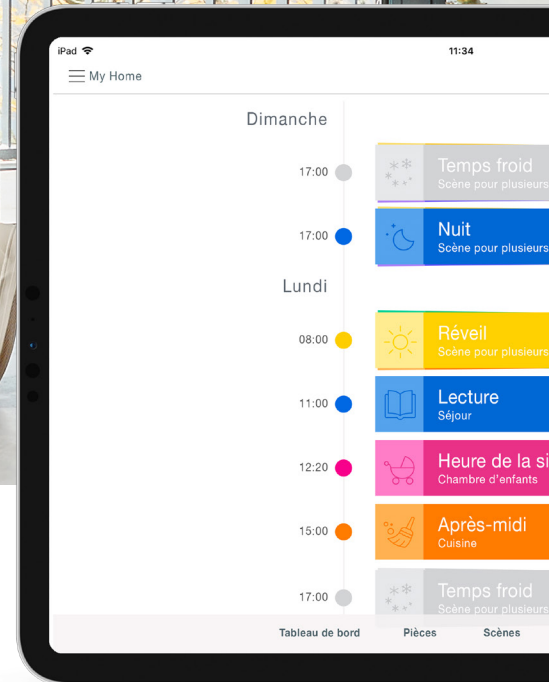 iPad
11:34
My Home
Dimanche
17:00
Temps froid
Scène pour plusieurs
17:00
Nuit
Scène pour plusieurs
Lundi
08:00
Réveil
Scène pour plusieurs
11:00
Lecture
Séjour
12:20
Heure de la si
Chambre d'enfants
15:00
Après-midi
Cuisine
17:00
Temps froid
Scène pour plusieurs
Tableau de bord
Pièces
Scènes